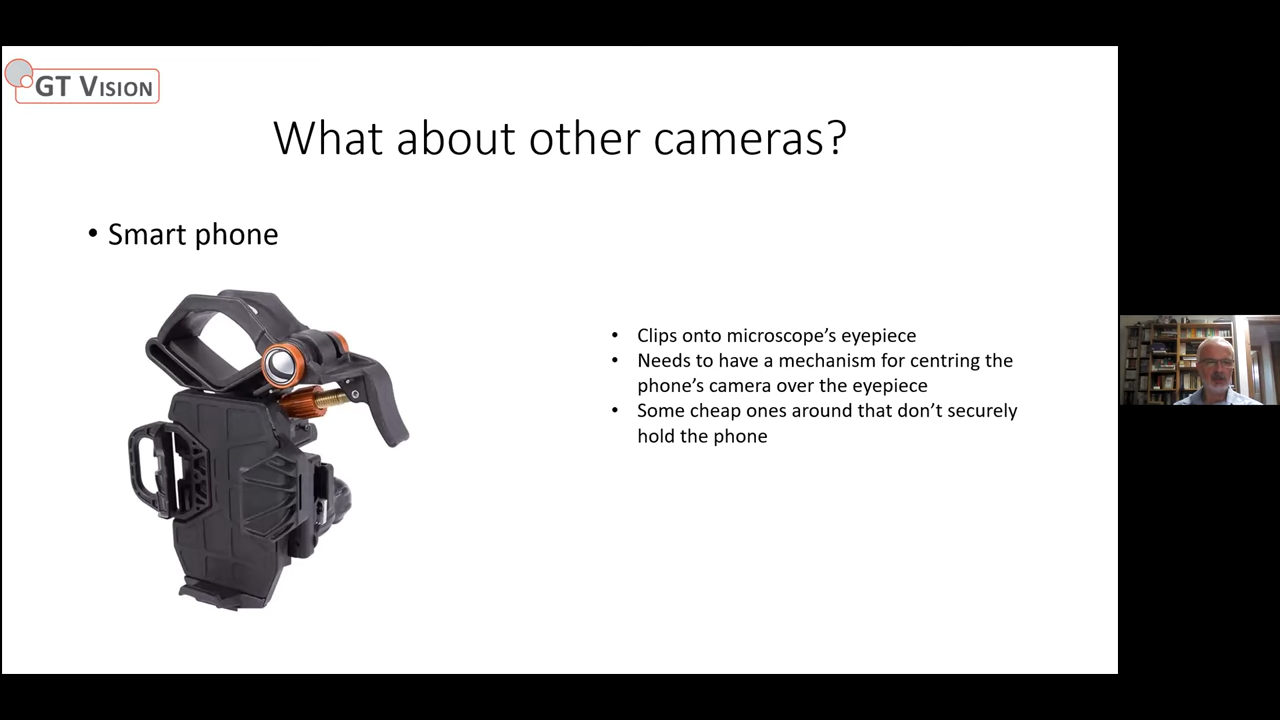 GT VISION
What about other cameras?
• Smart phone
• Clips onto microscope's eyepiece
• Needs to have a mechanism for centring the
phone's camera over the eyepiece
• Some cheap ones around that don't securely
hold the phone